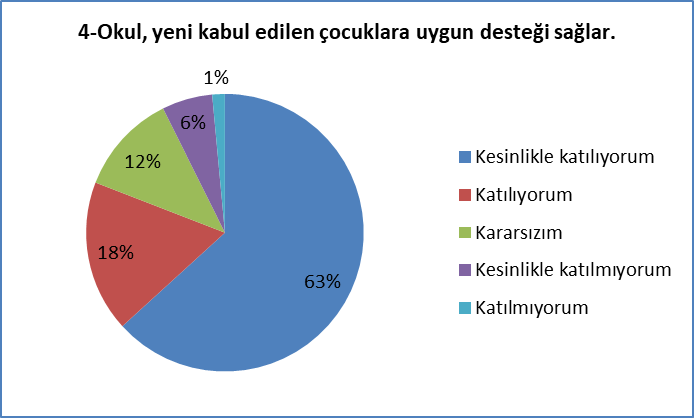 4-Okul, yeni kabul edilen çocuklara uygun desteği sağlar.
1%
6%
12%
18%
63%
Kesinlikle katılıyorum
Katılıyorum
Kararsızım
Kesinlikle katılmıyorum
Katılmıyorum